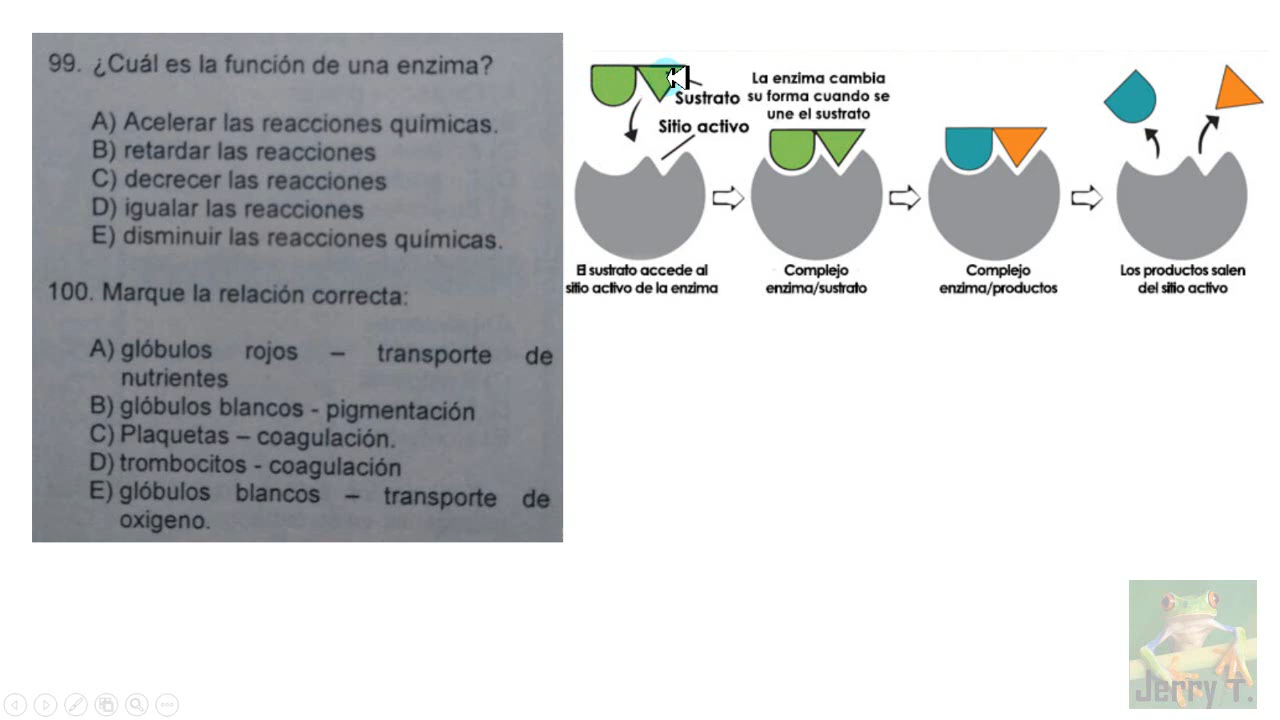 99. ¿Cuál es la función de una enzima?
A) Acelerar las reacciones químicas.
B) retardar las reacciones
C) decrecer las reacciones
D) igualar las reacciones
E) disminuir las reacciones químicas.
100. Marque la relación correcta:
A) glóbulos rojos – transporte de
nutrientes
B) glóbulos blancos - pigmentación
C) Plaquetas – coagulación.
D) trombocitos - coagulación
E) glóbulos blancos – transporte de
oxigeno.
Sustrato
Sitio activo
La enzima cambia
su forma cuando se
une el sustrato
El sustrato accede al
sitio activo de la enzima
Complejo
enzima/sustrato
Complejo
enzima/productos
Los productos salen
del sitio activo
Jerry T.